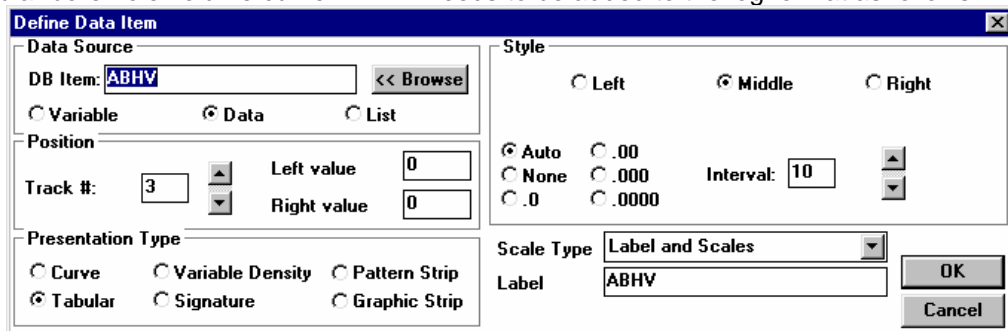 Define Data Item
Data Source
DB Item: ABHV << Browse
Variable Data List
Position
Track #: 3
Left value 0
Right value 0
Presentation Type
Curve Variable Density Pattern Strip
Tabular Signature Graphic Strip
Style
Left Middle Right
Auto .00
None .000
.0 .0000
Interval: 10
Scale Type Label and Scales
Label ABHV
OK
Cancel